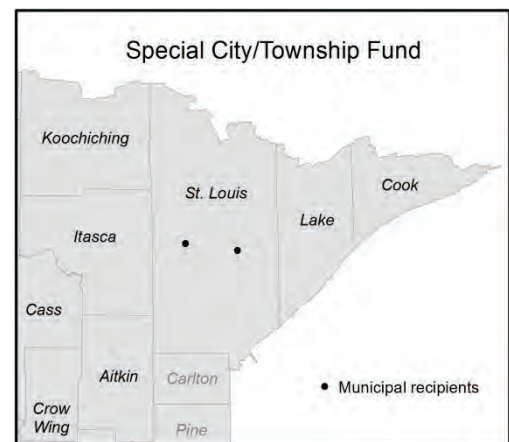 Special City/Township Fund
Koochiching
St. Louis
Cook
Lake
Itasca
Cass
Aitkin
Carlton
Municipal recipients
Crow
Wing
Pine